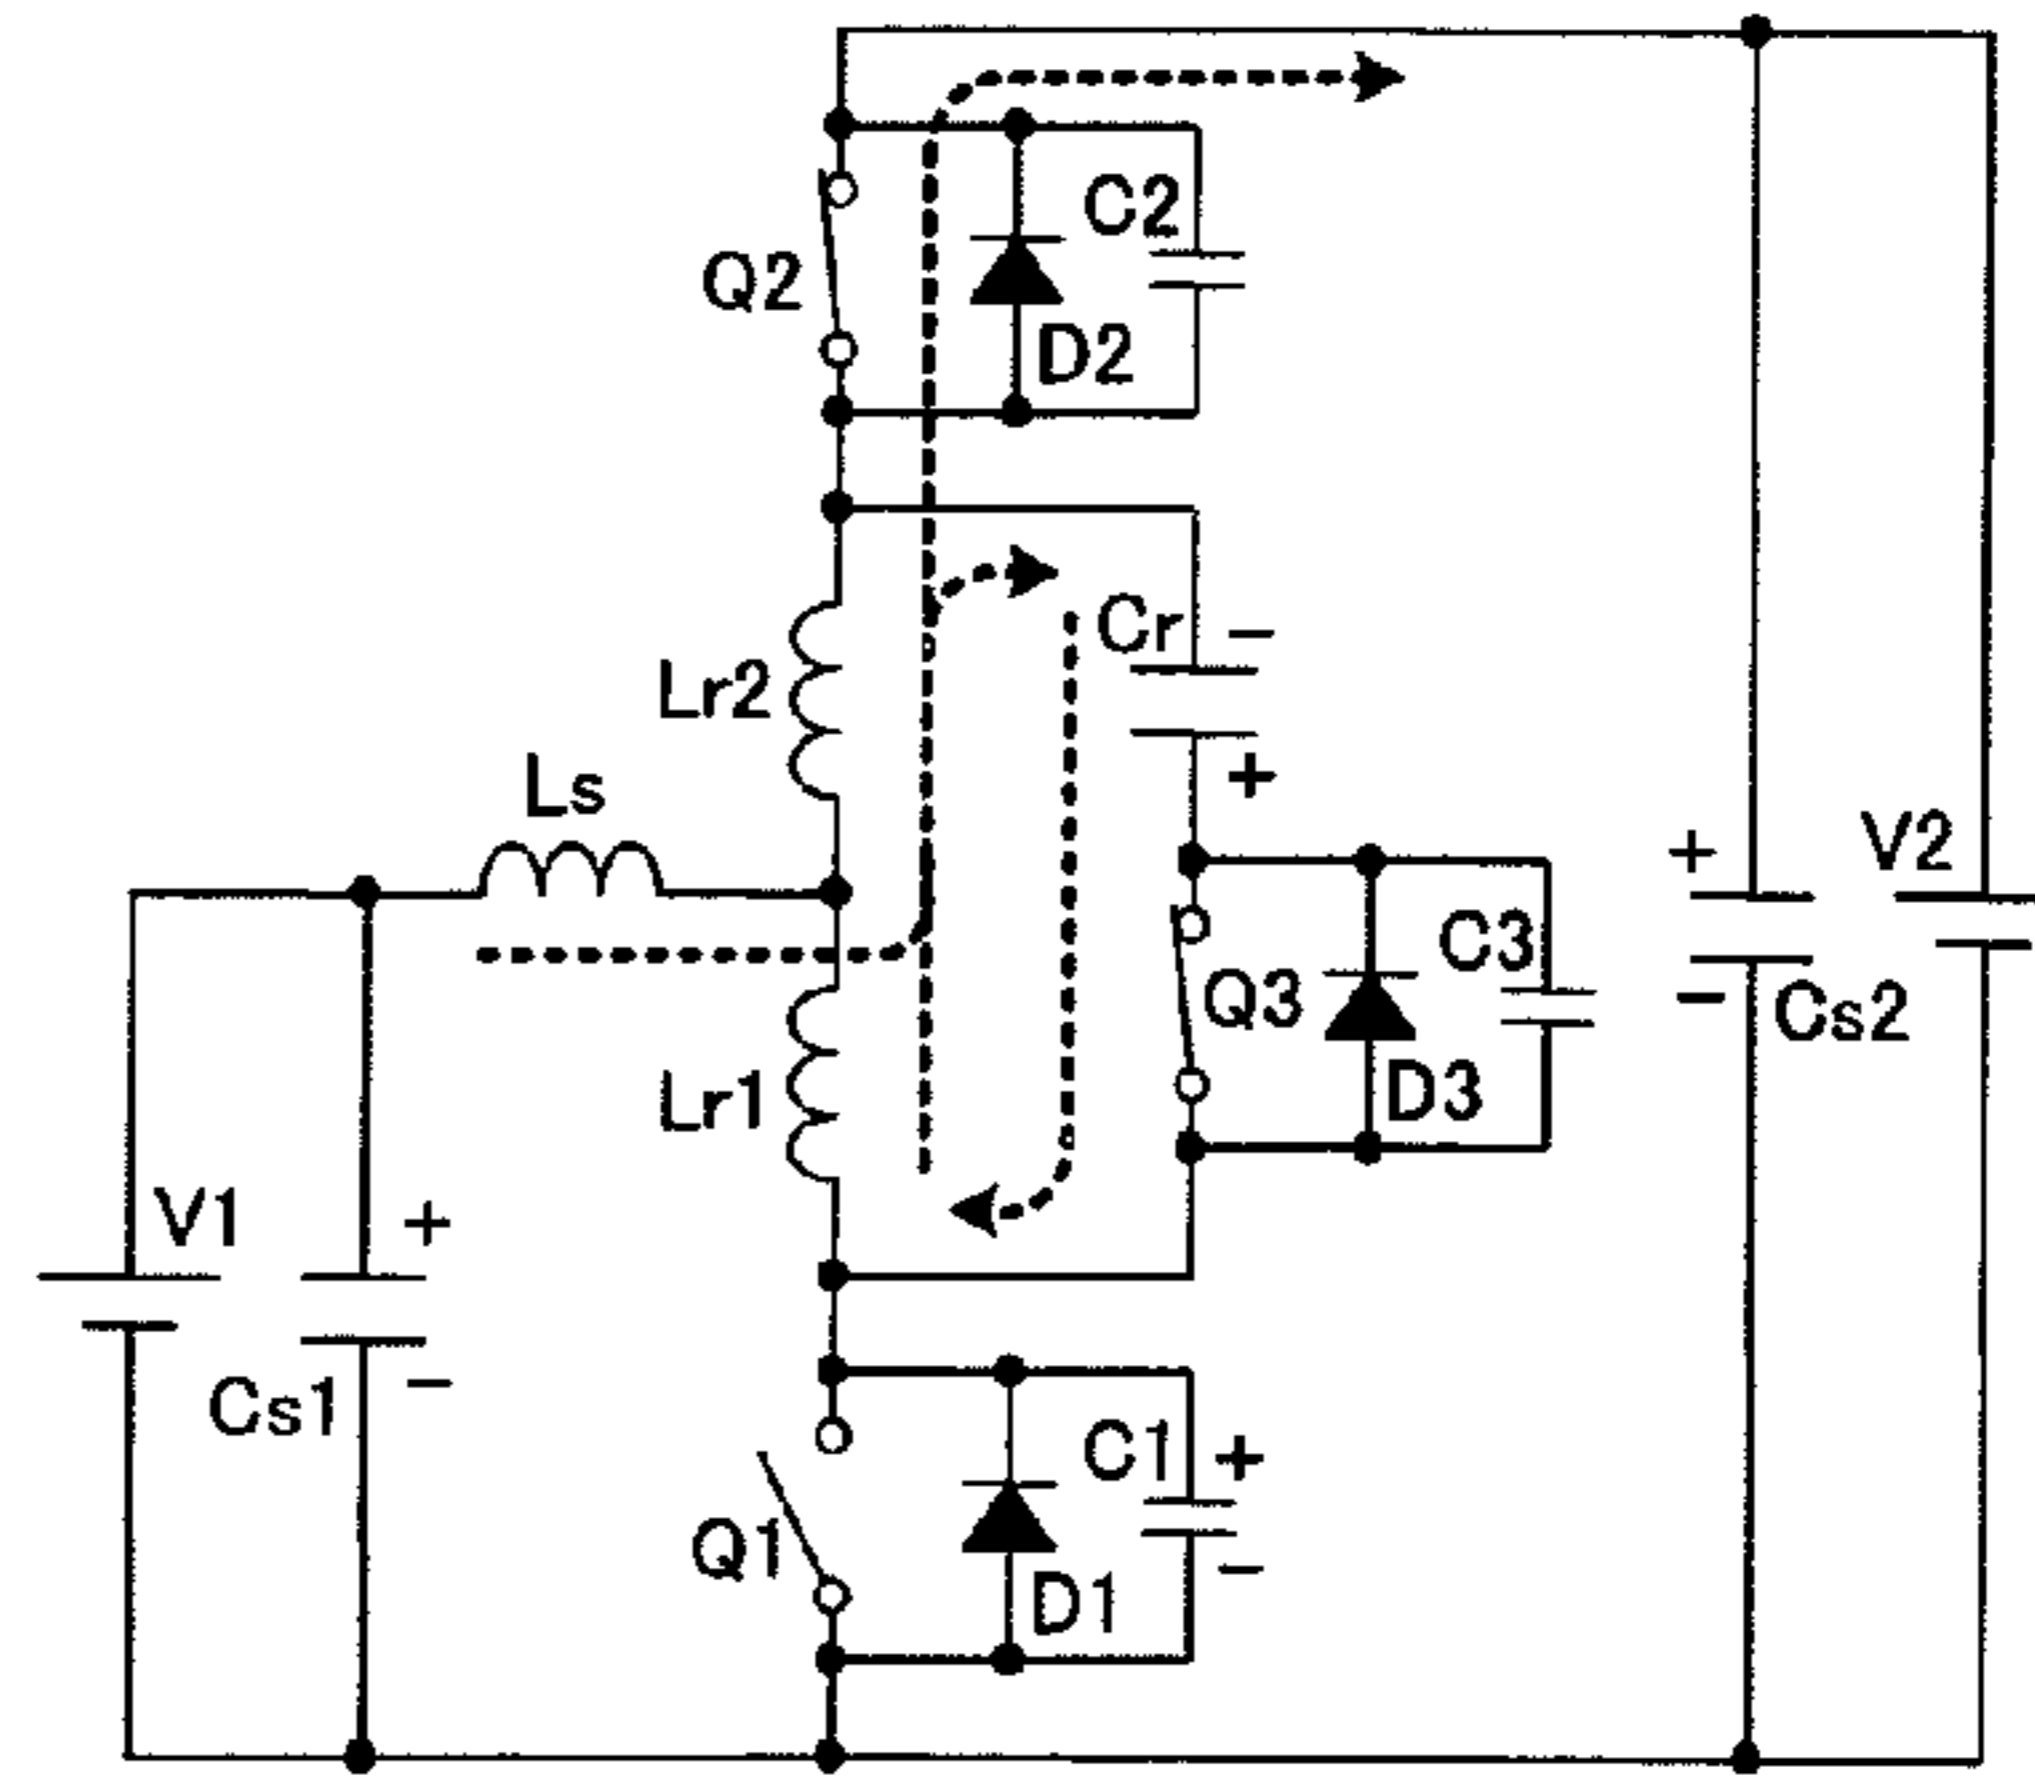 C2
Q2
D2
Cr
−
Lr2
Ls
+
+
V2
C3
Q3
−
Cs2
D3
Lr1
V1
+
Cs1
−
C1
+
Q1
−
D1